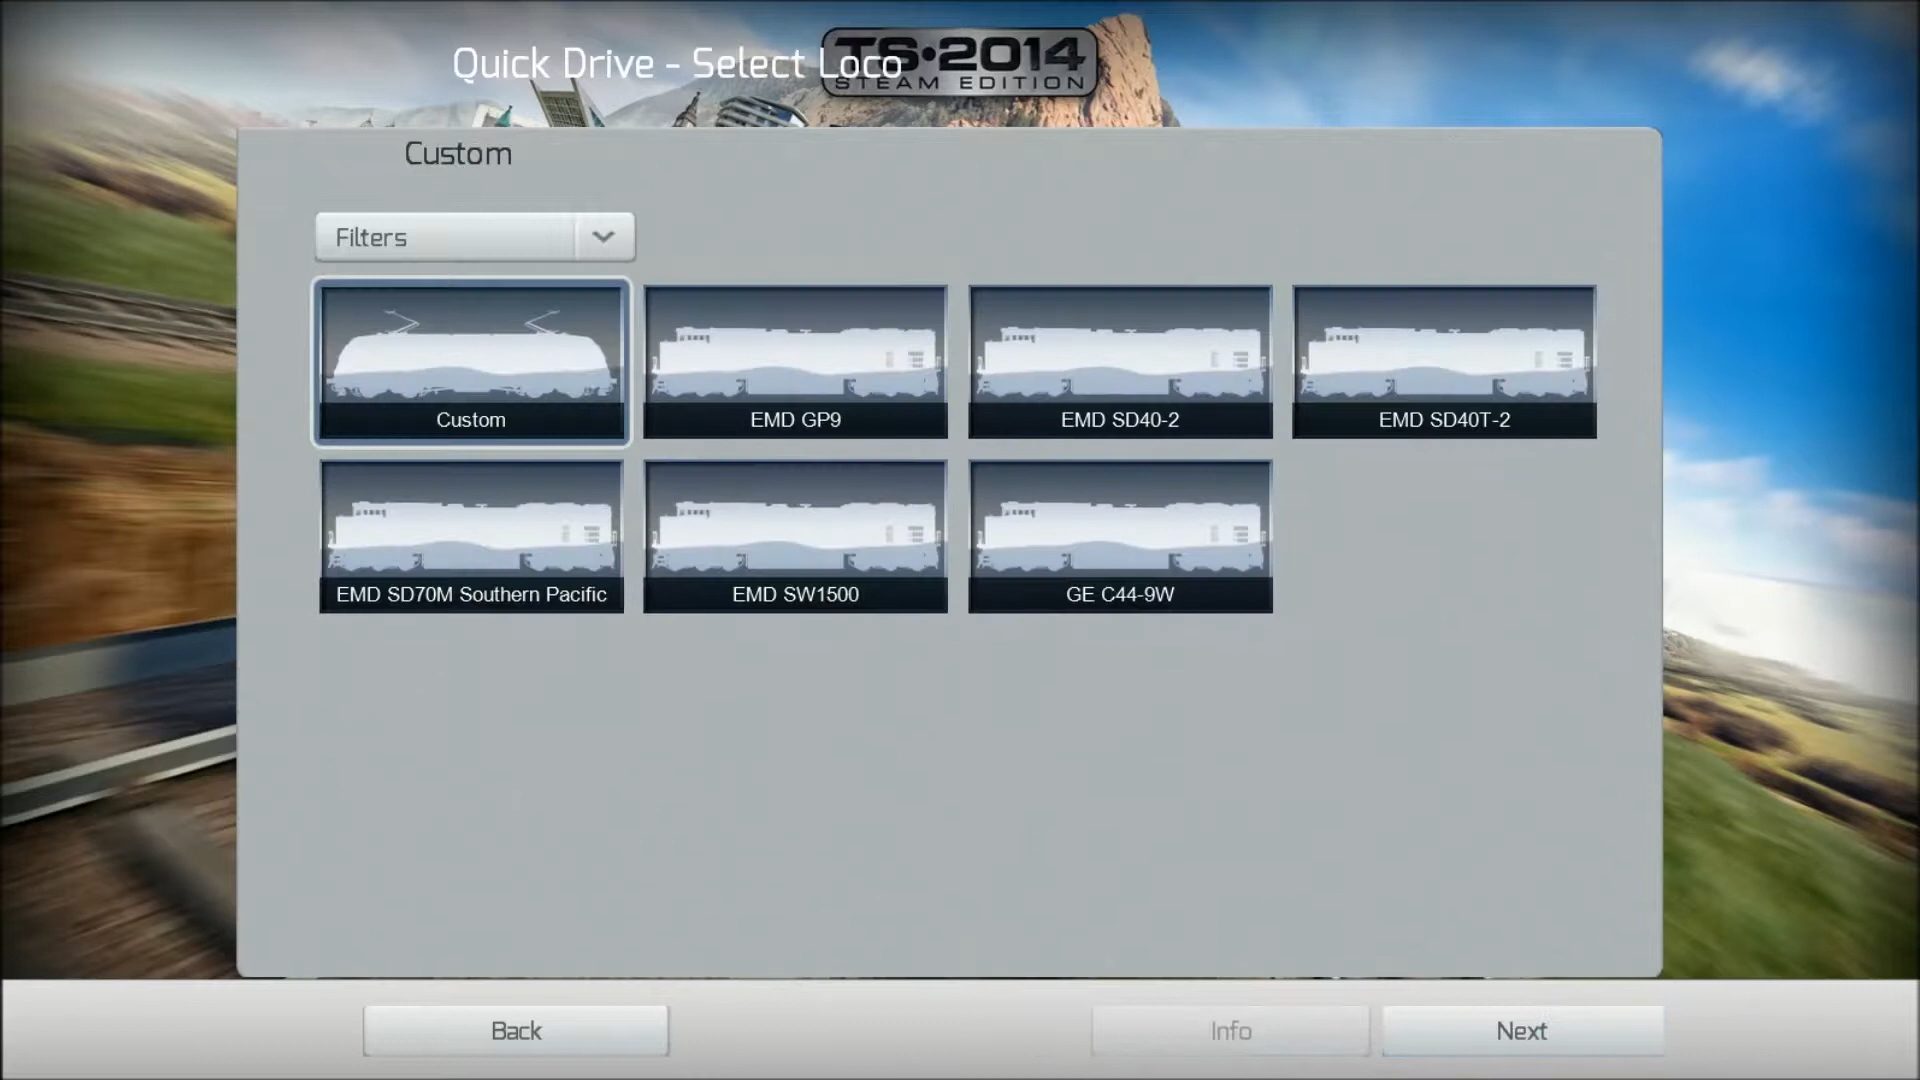 TS•2014
STEAM EDITION
Quick Drive - Select Loco
Custom
Filters
Custom
EMD GP9
EMD SD40-2
EMD SD40T-2
EMD SD70M Southern Pacific
EMD SW1500
GE C44-9W
Back
Info
Next